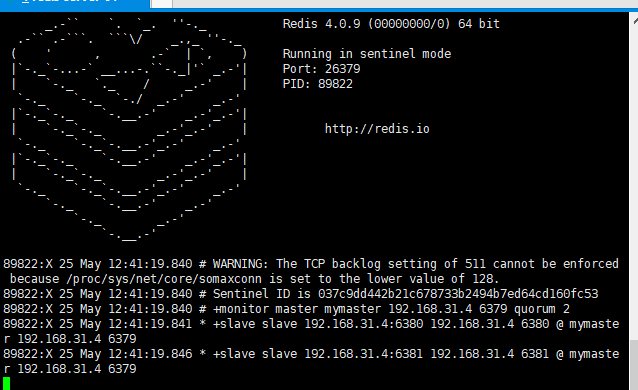 Redis 4.0.9 (00000000/0) 64 bit
Running in sentinel mode
Port: 26379
PID: 89822
http://redis.io
89822:X 25 May 12:41:19.840 # WARNING: The TCP backlog setting of 511 cannot be enforced
because /proc/sys/net/core/somaxconn is set to the lower value of 128.
89822:X 25 May 12:41:19.840 # Sentinel ID is 037c9dd442b21c678733b2494b7ed64cd160fc53
89822:X 25 May 12:41:19.840 # +monitor master mymaster 192.168.31.4 6379 quorum 2
89822:X 25 May 12:41:19.841 * +slave slave 192.168.31.4:6380 192.168.31.4 6380 @ mymaste
r 192.168.31.4 6379
89822:X 25 May 12:41:19.846 * +slave slave 192.168.31.4:6381 192.168.31.4 6381 @ mymaste
r 192.168.31.4 6379